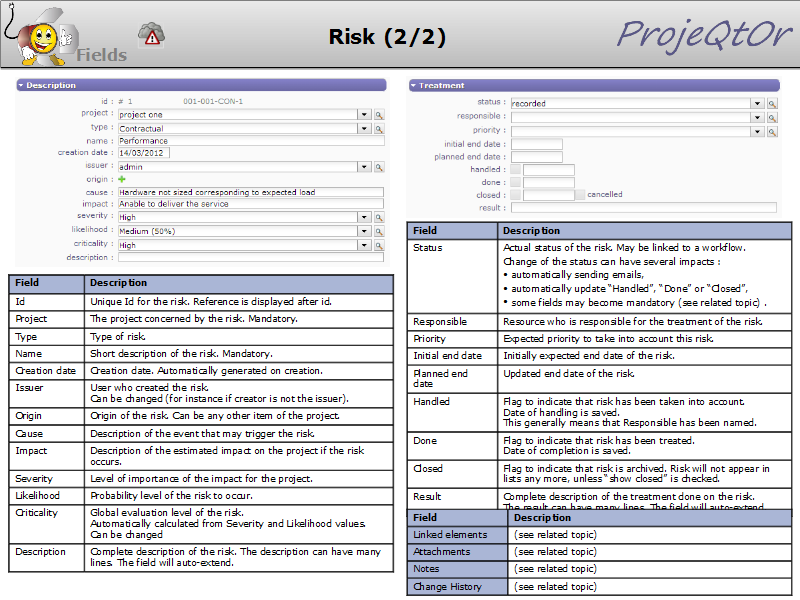 Fields
Risk (2/2)
ProjeQtOr
Description
id : # 1 001-001-CON-1
project : project one
type : Contractual
name : Performance
creation date : 14/03/2012
issuer : admin
origin :
cause : Hardware not sized corresponding to expected load
impact : Anable to deliver the service
severity : High
likelihood : Medium (50%)
criticality : High
description :
Field Description
Id Unique Id for the risk. Reference is displayed after id.
Project The project concerned by the risk. Mandatory.
Type Type of risk.
Name Short description of the risk. Mandatory.
Creation date Creation date. Automatically generated on creation.
Issuer User who created the risk.
Can be changed (for instance if creator is not the issuer).
Origin Origin of the risk. Can be any other item of the project.
Cause Description of the event that may trigger the risk.
Impact Description of the estimated impact on the project if the risk
occurs.
Severity Level of importance of the impact for the project.
Likelihood Probability level of the risk to occur.
Criticality Global evaluation level of the risk.
Automatically calculated from Severity and Likelihood values.
Can be changed
Description Complete description of the risk. The description can have many
lines. The field will auto-extend.
Treatment
status : recorded
responsible :
priority :
initial end date :
planned end date :
handled :
done :
closed : cancelled
result :
Field Description
Status Actual status of the risk. May be linked to a workflow.
Change of the status can have several impacts :
• automatically sending emails,
• automatically update “Handled”, “Done” or “Closed”,
• some fields may become mandatory (see related topic) .
Responsible Resource who is responsible for the treatment of the risk.
Priority Expected priority to take into account this risk.
Initial end date Initially expected end date of the risk.
Planned end Updated end date of the risk.
date
Handled Flag to indicate that risk has been taken into account.
Date of handling is saved.
This generally means that Responsible has been named.
Done Flag to indicate that risk has been treated.
Date of completion is saved.
Closed Flag to indicate that risk is archived. Risk will not appear in
lists any more, unless “show closed” is checked.
Result Complete description of the treatment done on the risk.
The result can have many lines. The field will auto-extend.
Field Description
Linked elements (see related topic)
Attachments (see related topic)
Notes (see related topic)
Change History (see related topic)